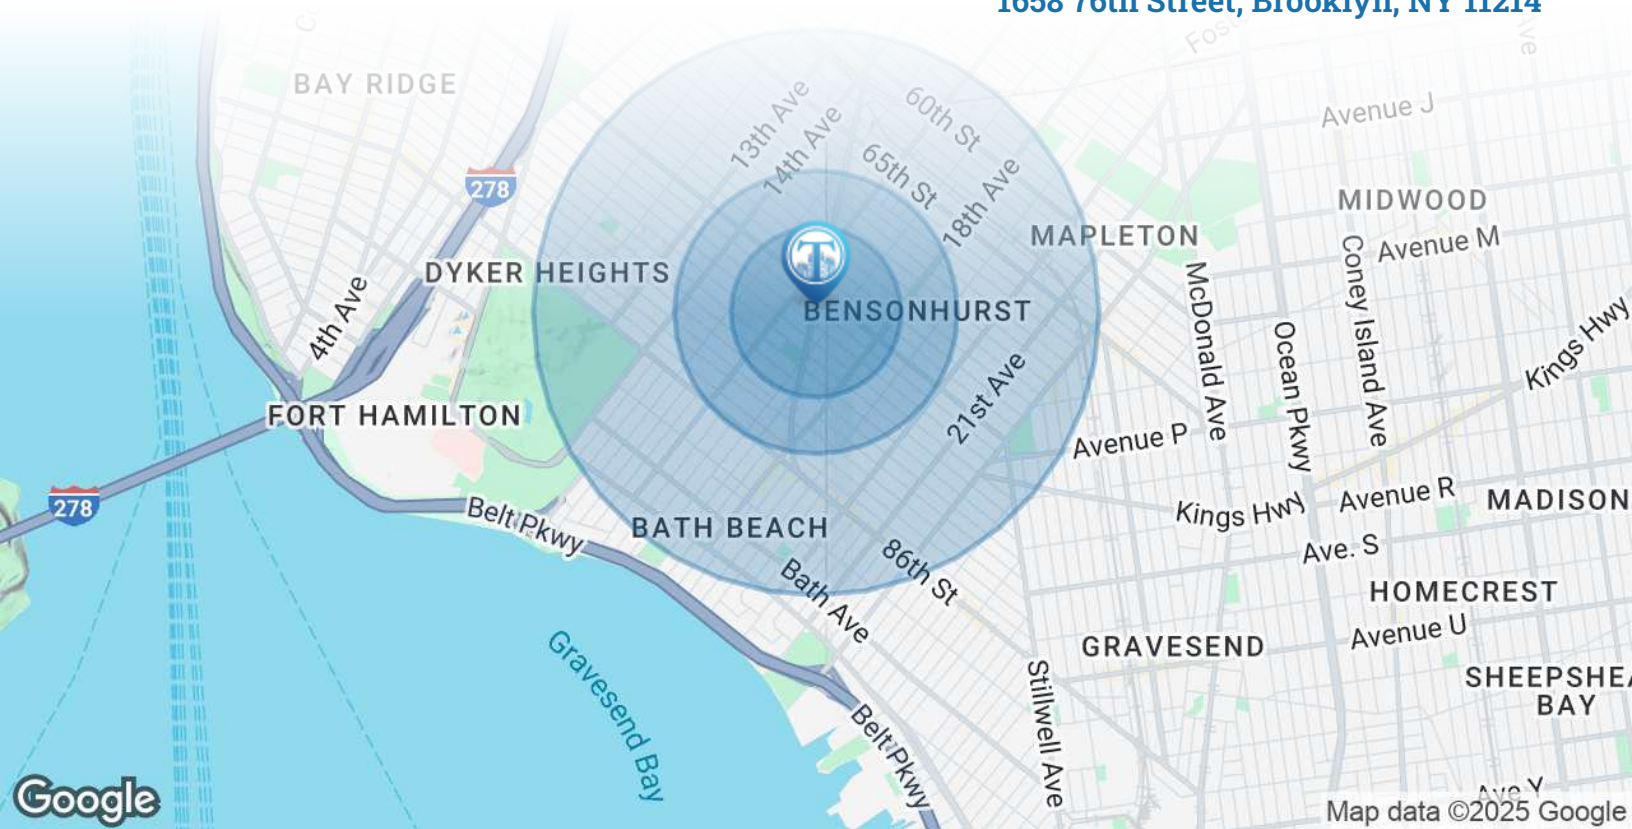 1658 76th Street, Brooklyn, NY 11214
BAY RIDGE
13th Ave
14th Ave
60th St
65th St
18th Ave
Avenue J
278
MIDWOOD
MAPLETON
Avenue M
DYKER HEIGHTS
T
BENSONHURST
4th Ave
McDonald Ave
Ocean Pkwy
Coney Island Ave
Kings Hwy
21st Ave
FORT HAMILTON
Avenue P
278
Belt Pkwy
BATH BEACH
Kings Hwy
Avenue R
MADISON
Ave. S
86th St
Bath Ave
HOMECREST
Avenue U
GRAVESEND
Gravesend Bay
Stillwell Ave
SHEEPSHEA
BAY
Belt Pkwy
Ave Y
Google
Map data ©2025 Google